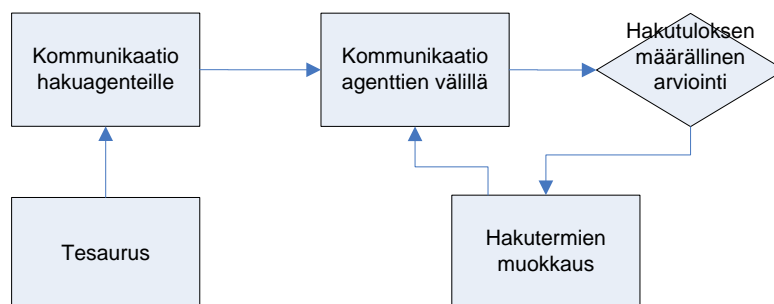 Kommunikaatio
hakuagenteille
Kommunikaatio
agenttien välillä
Hakutuloksen
määrällinen
arviointi
Tesaurus
Hakutermien
muokkaus